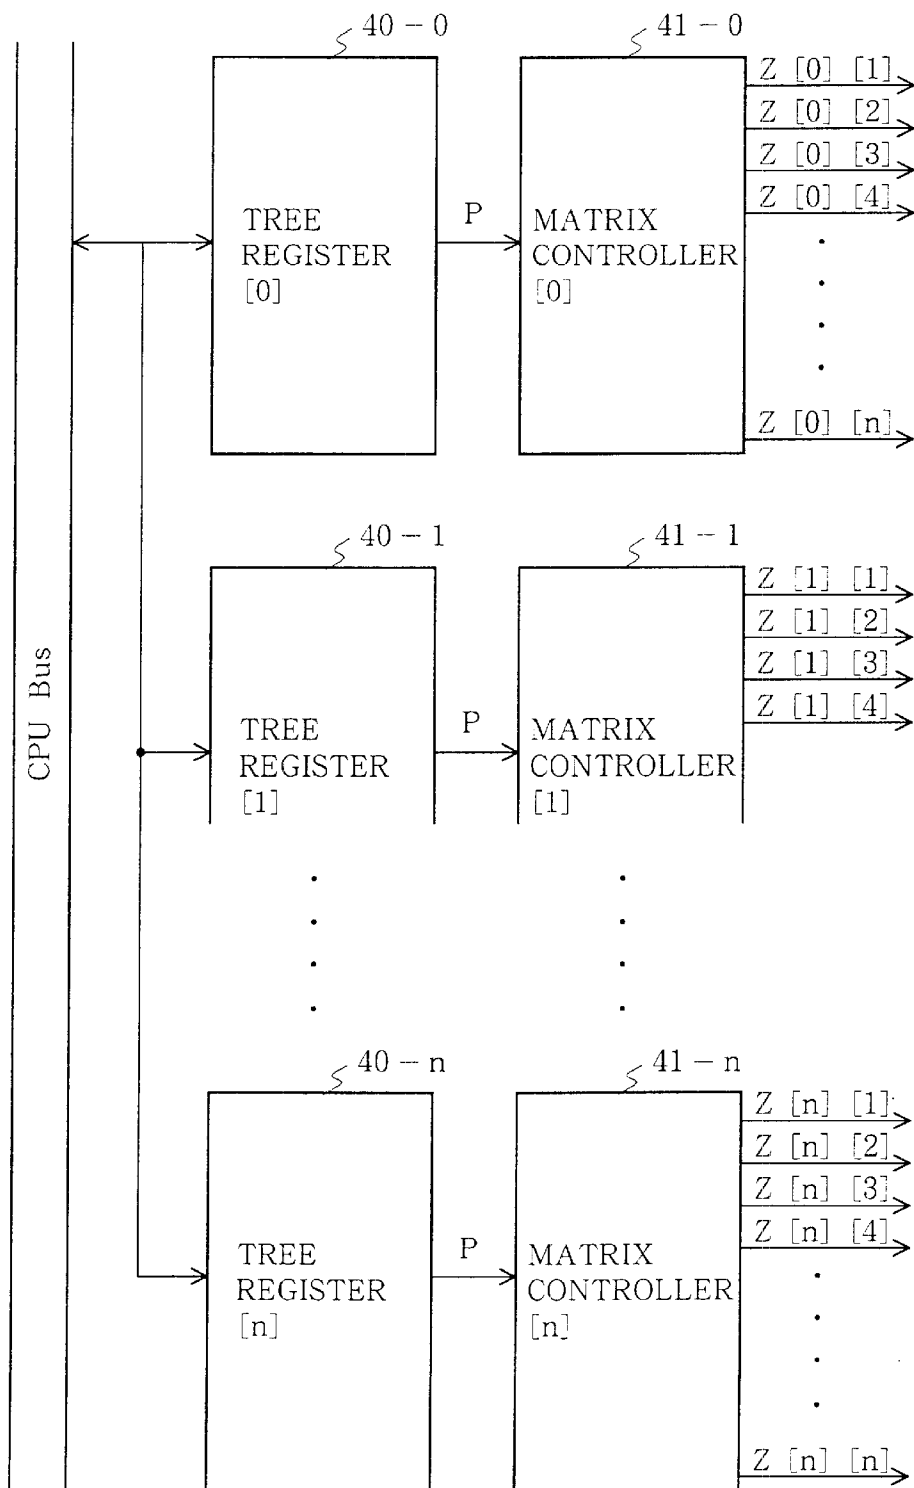 40-0
41-0
Z [0] [1]
Z [0] [2]
Z [0] [3]
Z [0] [4]
TREE
REGISTER
[0]
P
MATRIX
CONTROLLER
[0]
Z [0] [n]
40-1
41-1
Z [1] [1]
Z [1] [2]
Z [1] [3]
Z [1] [4]
CPU Bus
TREE
REGISTER
[1]
P
MATRIX
CONTROLLER
[1]
40-n
41-n
Z [n] [1]
Z [n] [2]
Z [n] [3]
Z [n] [4]
TREE
REGISTER
[n]
P
MATRIX
CONTROLLER
[n]
Z [n] [n]